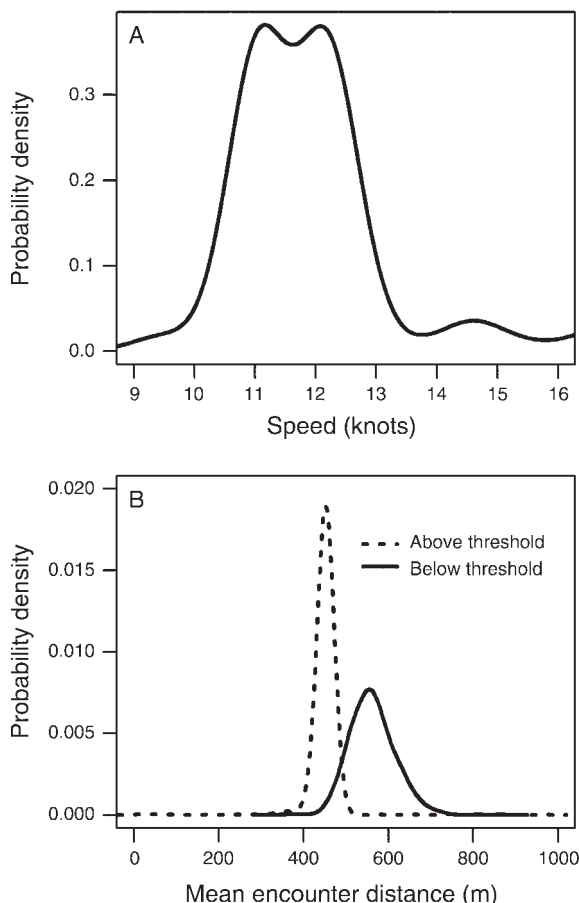 A
Probability density
0.3
0.2
0.1
0.0
9 10 11 12 13 14 15 16
Speed (knots)
B
Probability density
0.020
0.015
0.010
0.005
0.000
Above threshold
Below threshold
0 200 400 600 800 1000
Mean encounter distance (m)